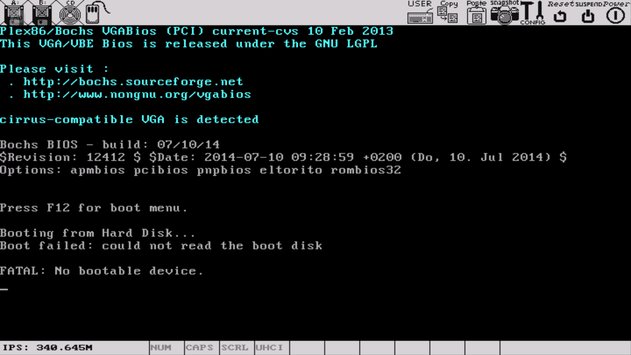 A: B: CD USER Copy Paste snapshot CONFIG Reset SUSPEND Power
Plex86/Bochs VGABios (PCI) current-cvs 10 Feb 2013
This VGA/VBE Bios is released under the GNU LGPL
Please visit :
. http://bochs.sourceforge.net
. http://www.nongnu.org/vgabios
cirrus-compatible VGA is detected
Bochs BIOS - build: 07/10/14
$Revision: 12412 $ $Date: 2014-07-10 09:28:59 +0200 (Do, 10. Jul 2014) $
Options: apmbios pcibios pnpbios eltorito rombios32
Press F12 for boot menu.
Booting from Hard Disk...
Boot failed: could not read the boot disk
FATAL: No bootable device.
IPS: 340.645M NUM CAPS SCRL UHCI